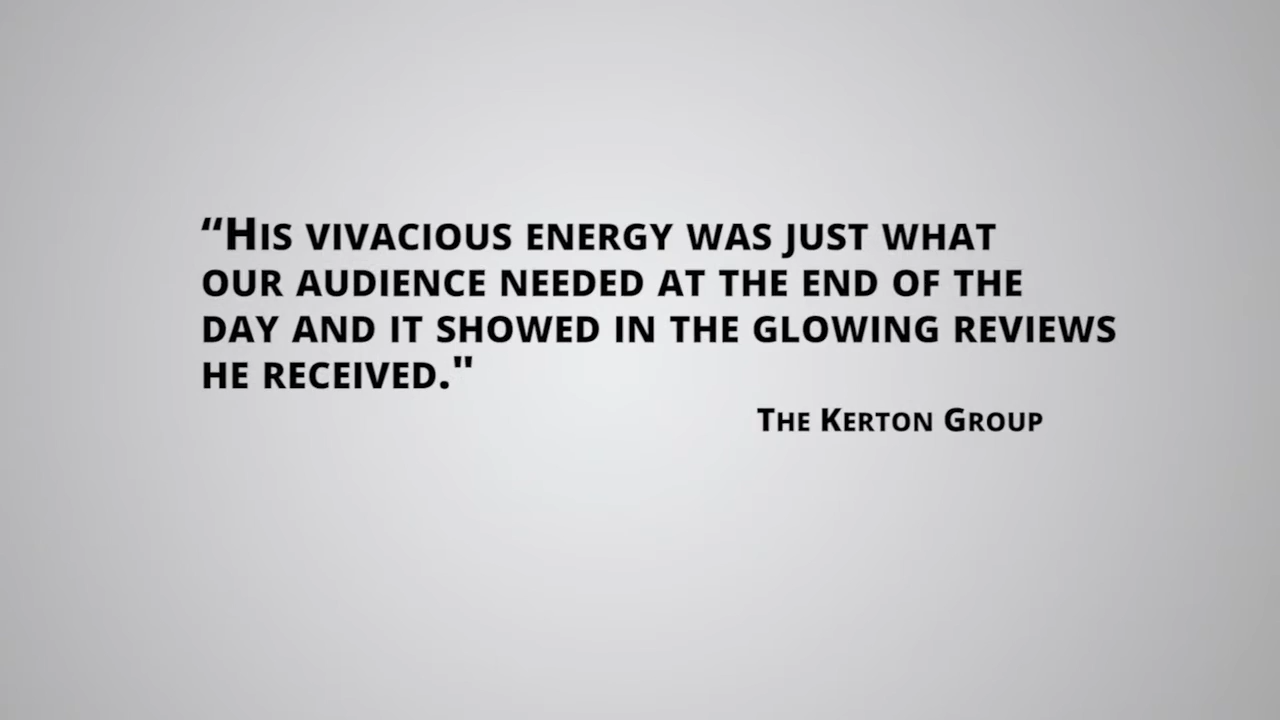 “His vivacious energy was just what
our audience needed at the end of the
day and it showed in the glowing reviews
he received."
The Kerton Group